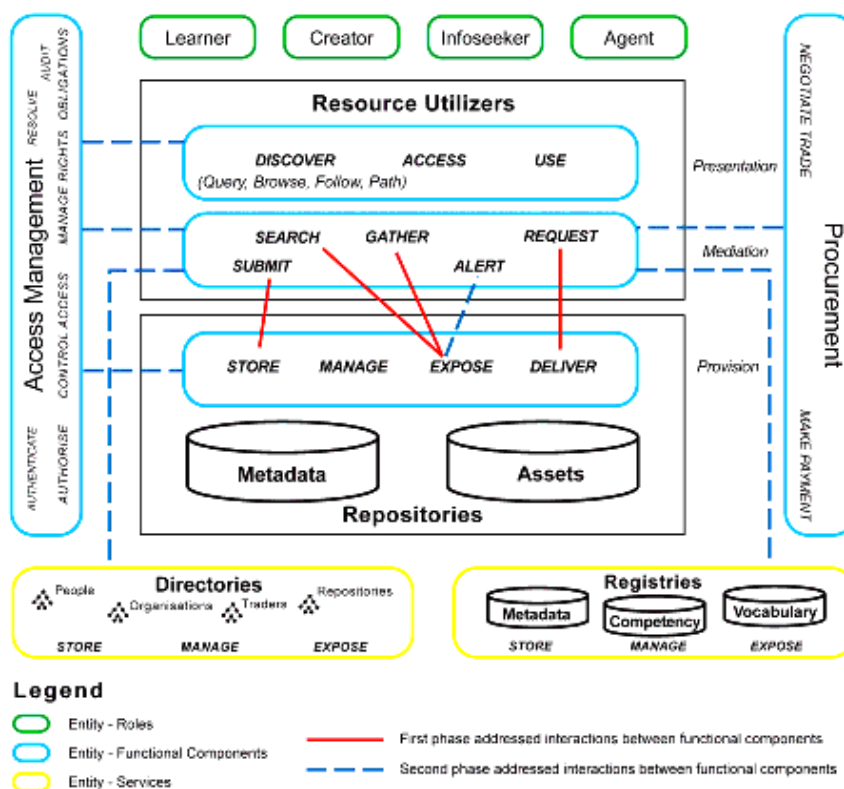 Learner
Creator
Infoseeker
Agent
Access Management
AUDIT
OBLIGATIONS
RESOLVE
MANAGE RIGHTS
CONTROL ACCESS
AUTHENTICATE
AUTHORISE
Resource Utilizers
DISCOVER ACCESS USE
(Query, Browse, Follow, Path)
SEARCH GATHER REQUEST
SUBMIT ALERT
STORE MANAGE EXPOSE DELIVER
Metadata
Assets
Repositories
Presentation
Mediation
Provision
NEGOTIATE TRADE
Procurement
MAKE PAYMENT
Directories
People
Organisations
Traders
Repositories
STORE MANAGE EXPOSE
Registries
Metadata
Competency
Vocabulary
STORE MANAGE EXPOSE
Legend
Entity - Roles
Entity - Functional Components
Entity - Services
First phase addressed interactions between functional components
Second phase addressed interactions between functional components